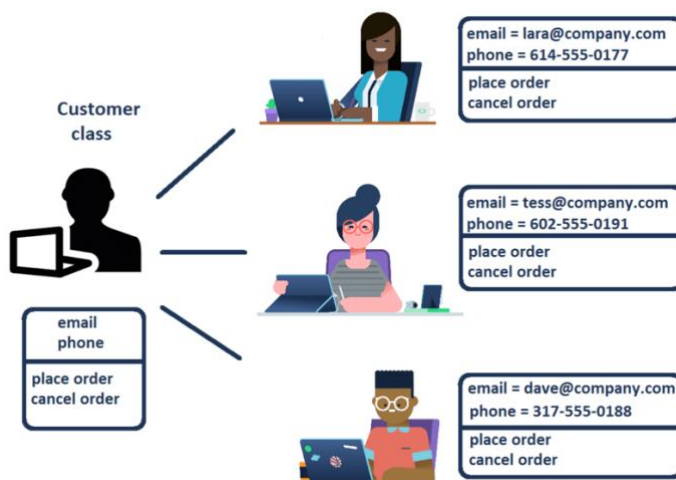 Customer
class
email
phone
place order
cancel order
email = lara@company.com
phone = 614-555-0177
place order
cancel order
email = tess@company.com
phone = 602-555-0191
place order
cancel order
email = dave@company.com
phone = 317-555-0188
place order
cancel order